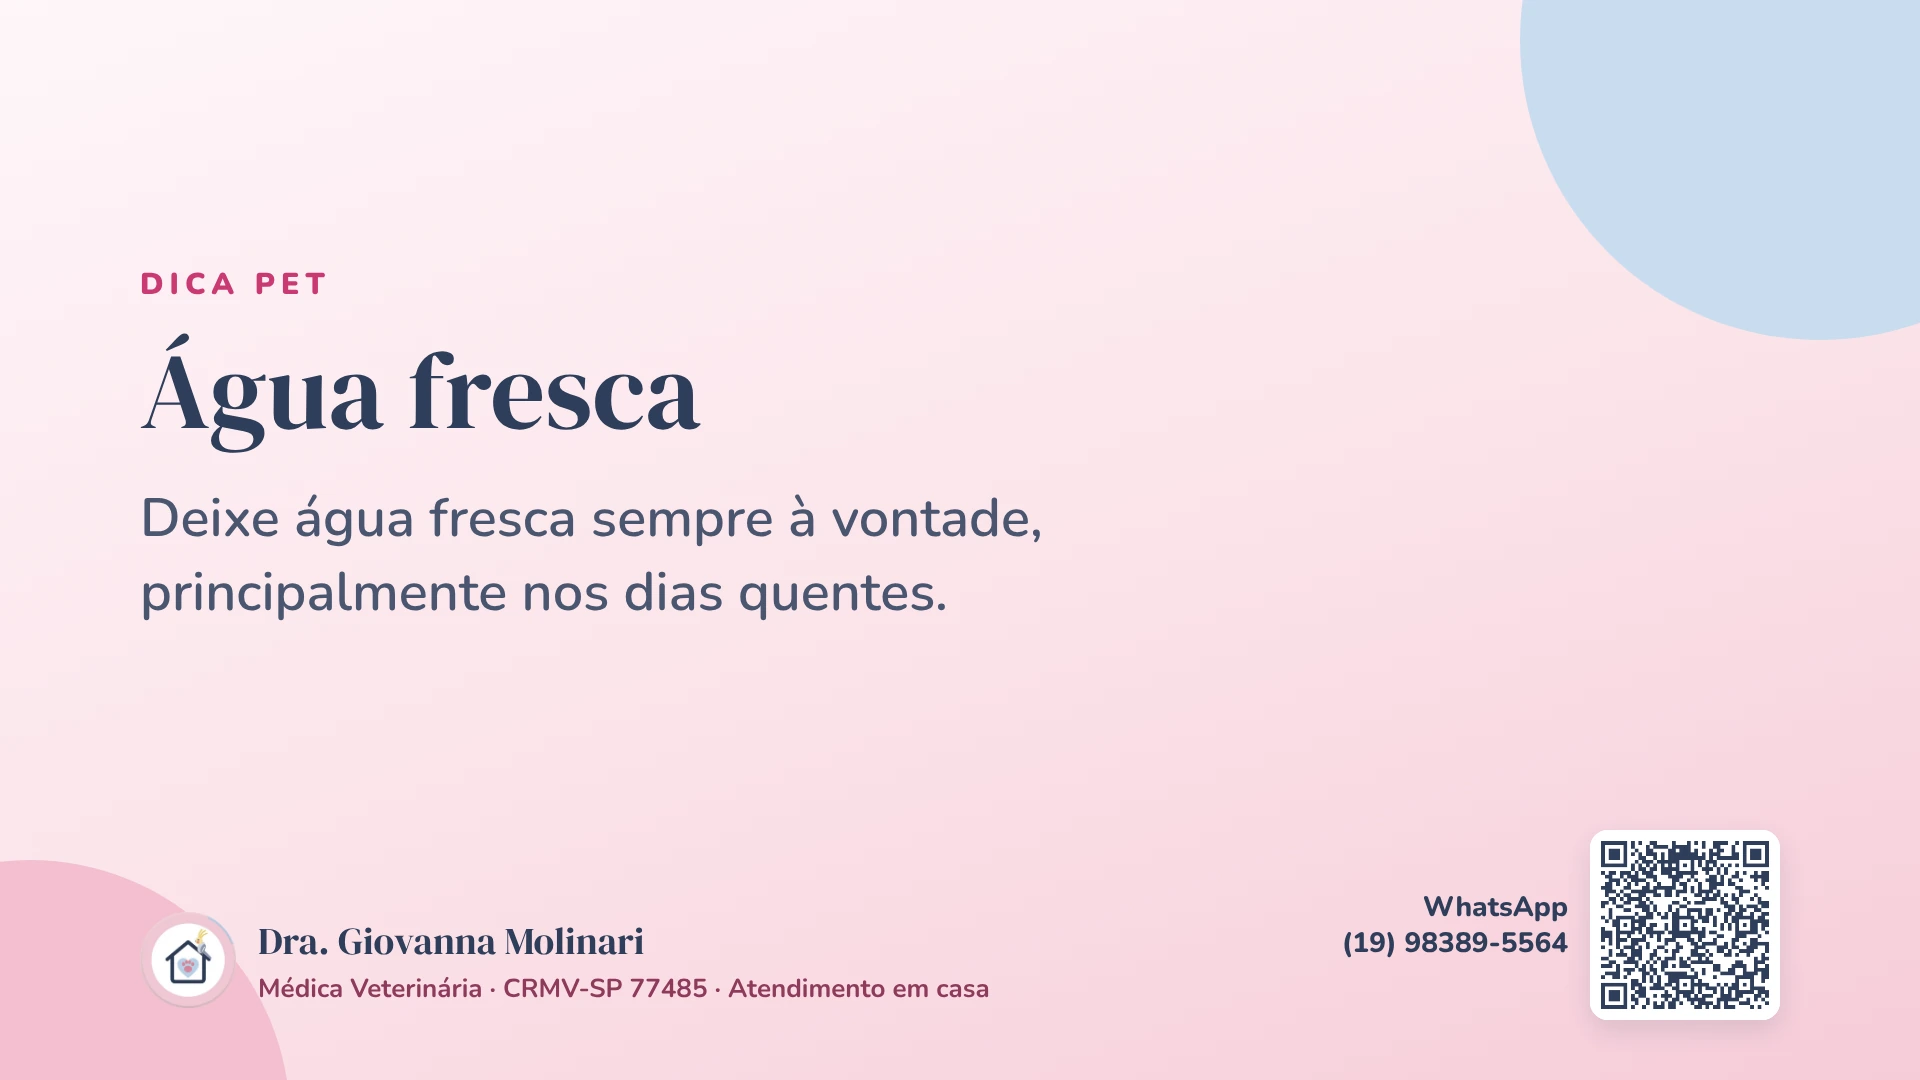 DICA PET
Água fresca
Deixe água fresca sempre à vontade,
principalmente nos dias quentes.
Dra. Giovanna Molinari
Médica Veterinária · CRMV-SP 77485 · Atendimento em casa
WhatsApp
(19) 98389-5564